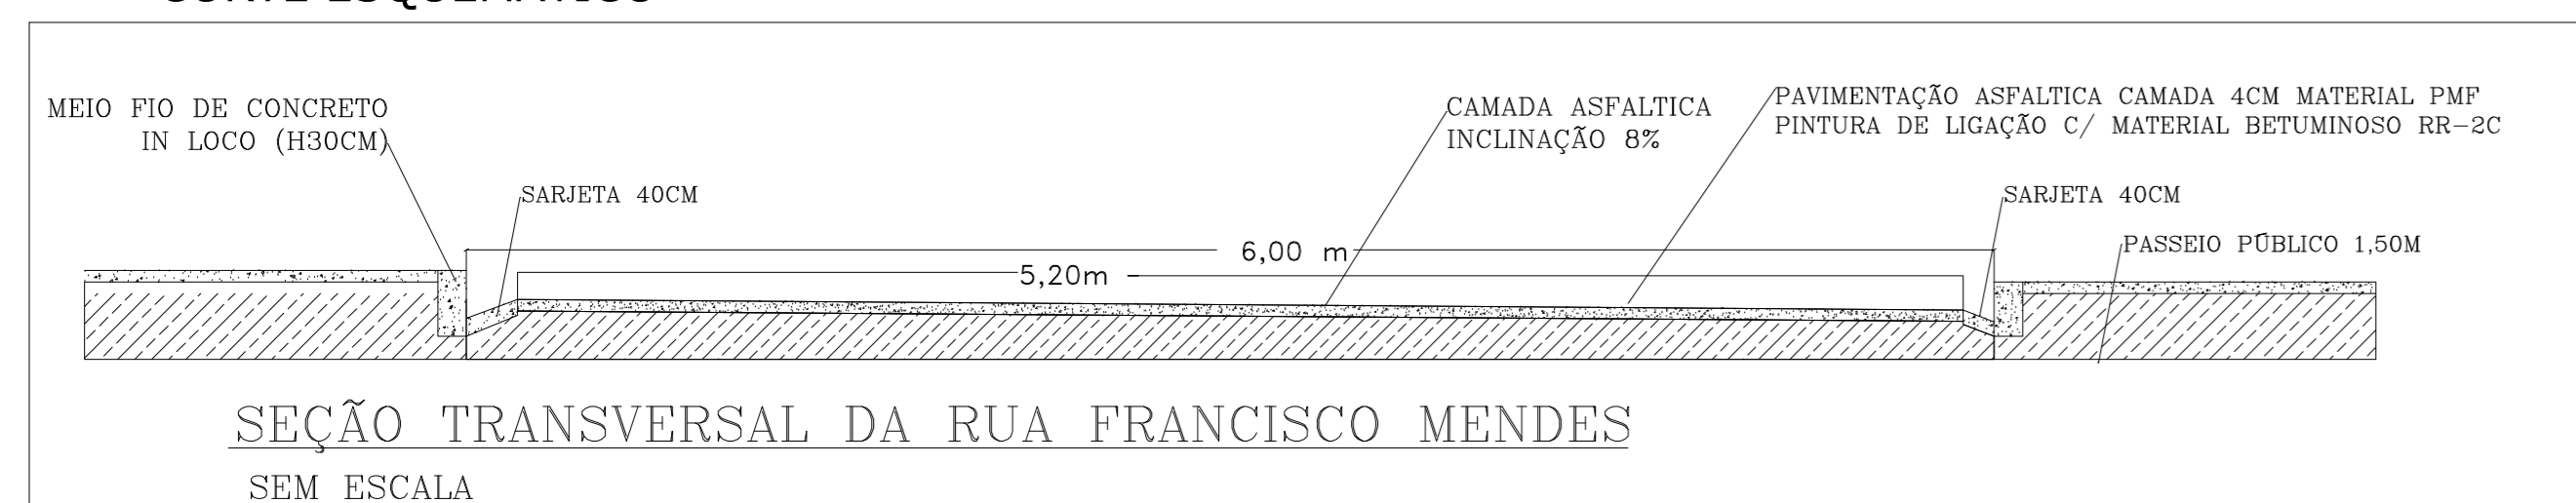 MEIO FIO DE CONCRETO
IN LOCO (H30CM)
SARJETA 40CM
CAMADA ASFALTICA
INCLINAÇÃO 8%
PAVIMENTAÇÃO ASFALTICA CAMADA 4CM MATERIAL PMF
PINTURA DE LIGAÇÃO C/ MATERIAL BETUMINOSO RR-2C
SARJETA 40CM
PASSEIO PÚBLICO 1,50M
6,00 m
5,20m
SEÇÃO TRANSVERSAL DA RUA FRANCISCO MENDES
SEM ESCALA